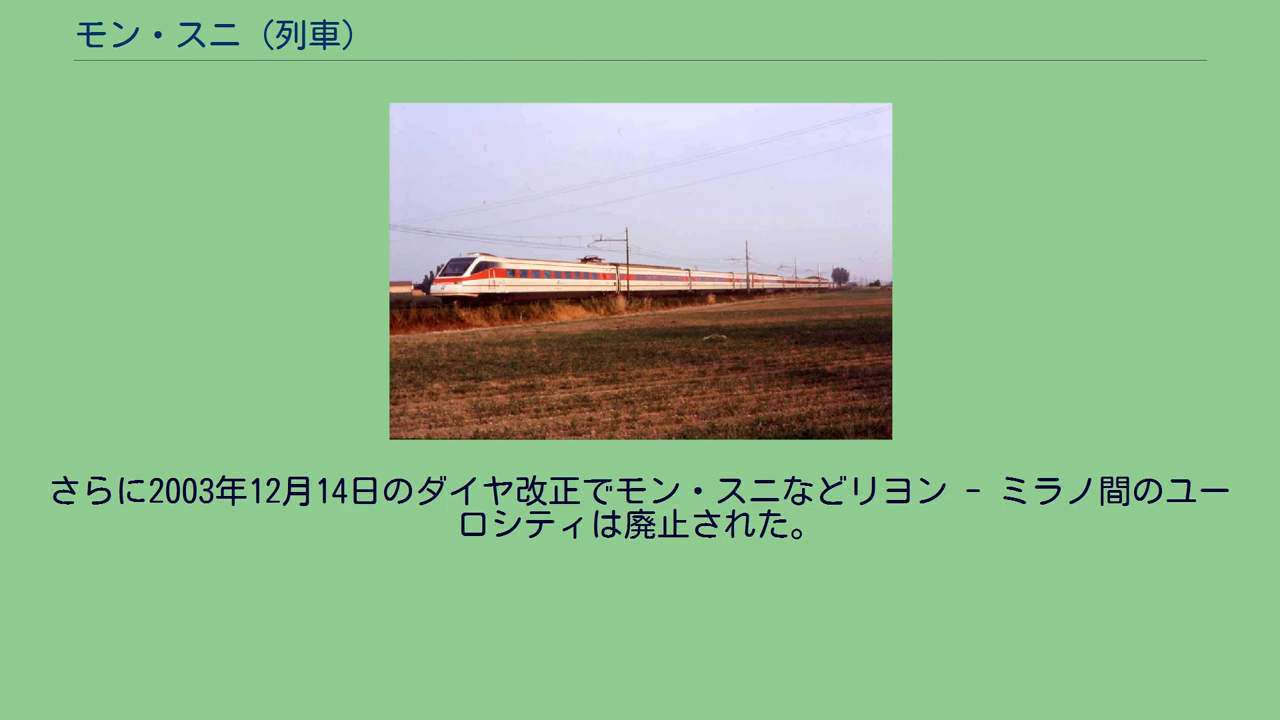 モン・スニ（列車）
さらに2003年12月14日のダイヤ改正でモン・スニなどリヨン - ミラノ間のユー
ロシティは廃止された。